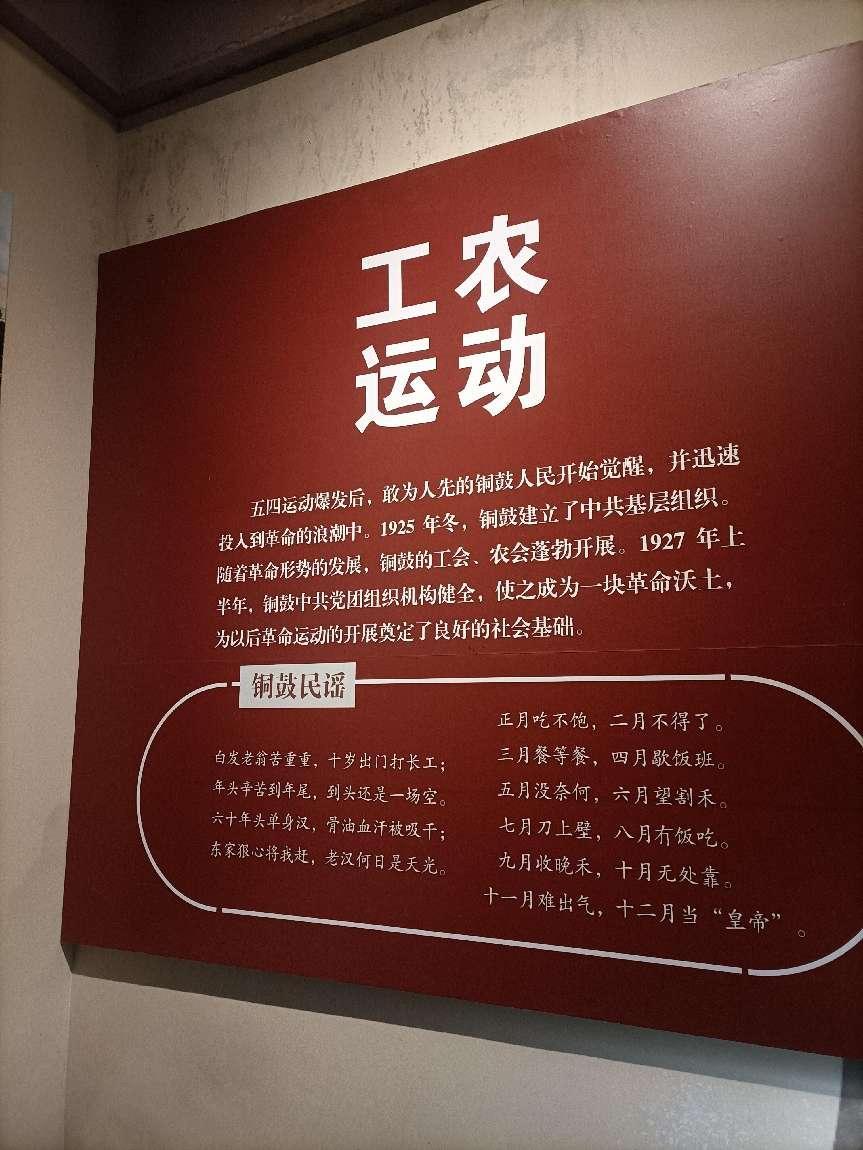 工农
运动
五四运动爆发后，敢为人先的铜鼓人民开始觉醒，并迅速
投入到革命的浪潮中。1925 年冬，铜鼓建立了中共基层组织。
随着革命形势的发展，铜鼓的工会、农会蓬勃开展。1927 年上
半年，铜鼓中共党团组织机构健全，使之成为一块革命沃土，
为以后革命运动的开展奠定了良好的社会基础。
铜鼓民谣
白发老翁苦重重，十岁出门打长工；
年头辛苦到年尾，到头还是一场空。
六十年头单身汉，骨油血汗被吸干；
东家狠心将我赶，老汉何日是天光。
正月吃不饱，二月不得了。
三月餐等餐，四月歇饭班。
五月没奈何，六月望割禾。
七月刀上壁，八月冇饭吃。
九月收晚禾，十月无处靠。
十一月难出气，十二月当“皇帝”。